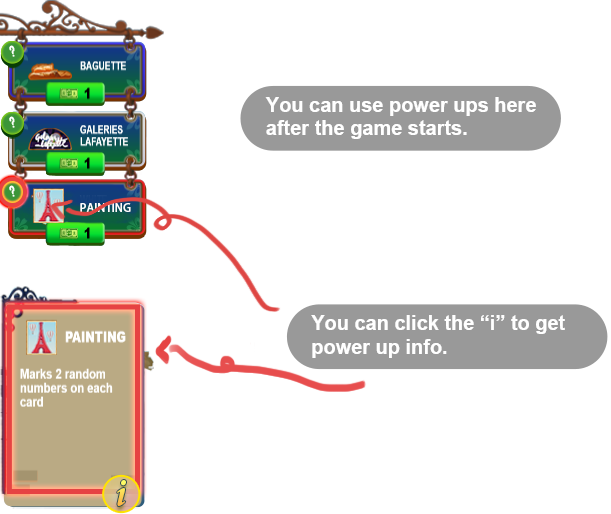 ?
BAGUETTE
1
You can use power ups here
after the game starts.
?
GALERIES
LAFAYETTE
1
?
PAINTING
1
PAINTING
Marks 2 random
numbers on each
card
i
You can click the “i” to get
power up info.